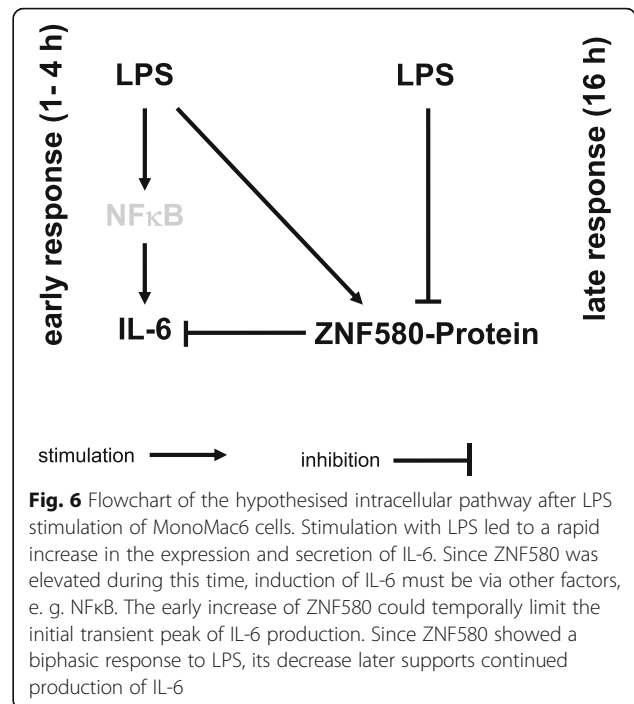 early response (1- 4 h)
LPS
LPS
late response (16 h)
NFκB
IL-6
ZNF580-Protein
stimulation
inhibition
Fig. 6 Flowchart of the hypothesised intracellular pathway after LPS
stimulation of MonoMac6 cells. Stimulation with LPS led to a rapid
increase in the expression and secretion of IL-6. Since ZNF580 was
elevated during this time, induction of IL-6 must be via other factors,
e. g. NFκB. The early increase of ZNF580 could temporally limit the
initial transient peak of IL-6 production. Since ZNF580 showed a
biphasic response to LPS, its decrease later supports continued
production of IL-6